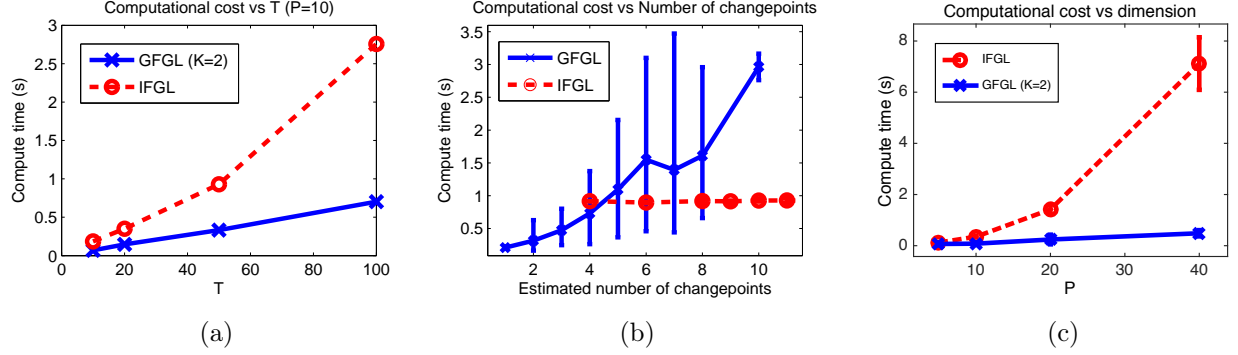 Computational cost vs T (P=10)
3
2.5
2
1.5
1
0.5
0
0
20
40
60
80
100
Compute time (s)
T
GFGL (K=2)
IFGL
(a)
Computational cost vs Number of changepoints
3.5
3
2.5
2
1.5
1
0.5
2
4
6
8
10
Compute time (s)
Estimated number of changepoints
GFGL
IFGL
(b)
Computational cost vs dimension
8
6
4
2
0
10
20
30
40
Compute time (s)
P
IFGL
GFGL (K=2)
(c)